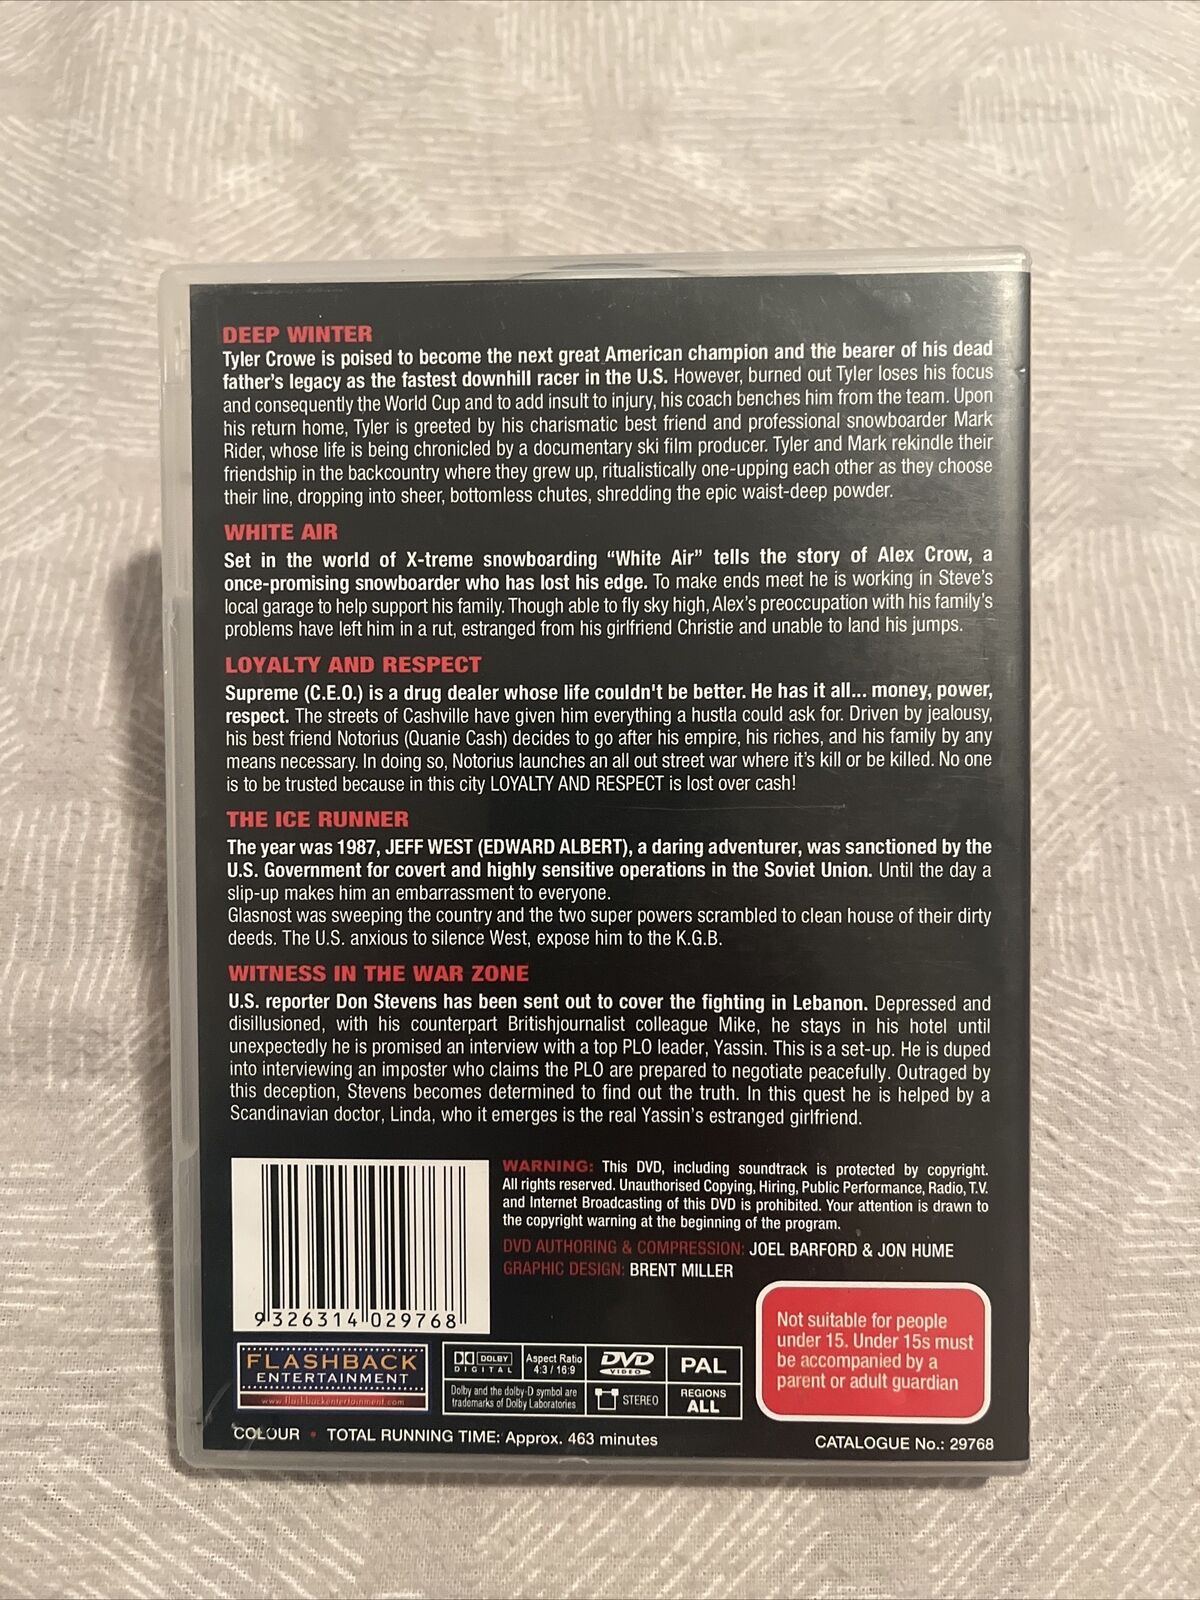 DEEP WINTER
Tyler Crowe is poised to become the next great American champion and the bearer of his dead
father's legacy as the fastest downhill racer in the U.S. However, burned out Tyler loses his focus
and consequently the World Cup and to add insult to injury, his coach benches him from the team. Upon
his return home, Tyler is greeted by his charismatic best friend and professional snowboarder Mark
Rider, whose life is being chronicled by a documentary ski film producer. Tyler and Mark rekindle their
friendship in the backcountry where they grew up, ritualistically one-upping each other as they choose
their line, dropping into sheer, bottomless chutes, shredding the epic waist-deep powder.
WHITE AIR
Set in the world of X-treme snowboarding "White Air" tells the story of Alex Crow, a
once-promising snowboarder who has lost his edge. To make ends meet he is working in Steve's
local garage to help support his family. Though able to fly sky high, Alex's preoccupation with his family's
problems have left him in a rut, estranged from his girlfriend Christie and unable to land his jumps.
LOYALTY AND RESPECT
Supreme (C.E.O.) is a drug dealer whose life couldn't be better. He has it all... money, power,
respect. The streets of Cashville have given him everything a hustla could ask for. Driven by jealousy,
his best friend Notorius (Quanie Cash) decides to go after his empire, his riches, and his family by any
means necessary. In doing so, Notorius launches an all out street war where it's kill or be killed. No one
is to be trusted because in this city LOYALTY AND RESPECT is lost over cash!
THE ICE RUNNER
The year was 1987, JEFF WEST (EDWARD ALBERT), a daring adventurer, was sanctioned by the
U.S. Government for covert and highly sensitive operations in the Soviet Union. Until the day a
slip-up makes him an embarrassment to everyone.
Glasnost was sweeping the country and the two super powers scrambled to clean house of their dirty
deeds. The U.S. anxious to silence West, expose him to the K.G.B.
WITNESS IN THE WAR ZONE
U.S. reporter Don Stevens has been sent out to cover the fighting in Lebanon. Depressed and
disillusioned, with his counterpart Britishjournalist colleague Mike, he stays in his hotel until
unexpectedly he is promised an interview with a top PLO leader, Yassin. This is a set-up. He is duped
into interviewing an imposter who claims the PLO are prepared to negotiate peacefully. Outraged by
this deception, Stevens becomes determined to find out the truth. In this quest he is helped by a
Scandinavian doctor, Linda, who it emerges is the real Yassin's estranged girlfriend.
WARNING: This DVD, including soundtrack is protected by copyright.
All rights reserved. Unauthorised Copying, Hiring, Public Performance, Radio, T.V.
and Internet Broadcasting of this DVD is prohibited. Your attention is drawn to
the copyright warning at the beginning of the program.
DVD AUTHORING & COMPRESSION: JOEL BARFORD & JON HUME
GRAPHIC DESIGN: BRENT MILLER
9 326314 029768
Not suitable for people
under 15. Under 15s must
be accompanied by a
parent or adult guardian
FLASHBACK
ENTERTAINMENT
www.flashbackentertainment.com
DOLBY
DIGITAL
Aspect Ratio
4:3 / 16:9
DVD
VIDEO
PAL
Dolby and the dolby-D symbol are
trademarks of Dolby Laboratories
STEREO
REGIONS
ALL
COLOUR • TOTAL RUNNING TIME: Approx. 463 minutes
CATALOGUE No.: 29768